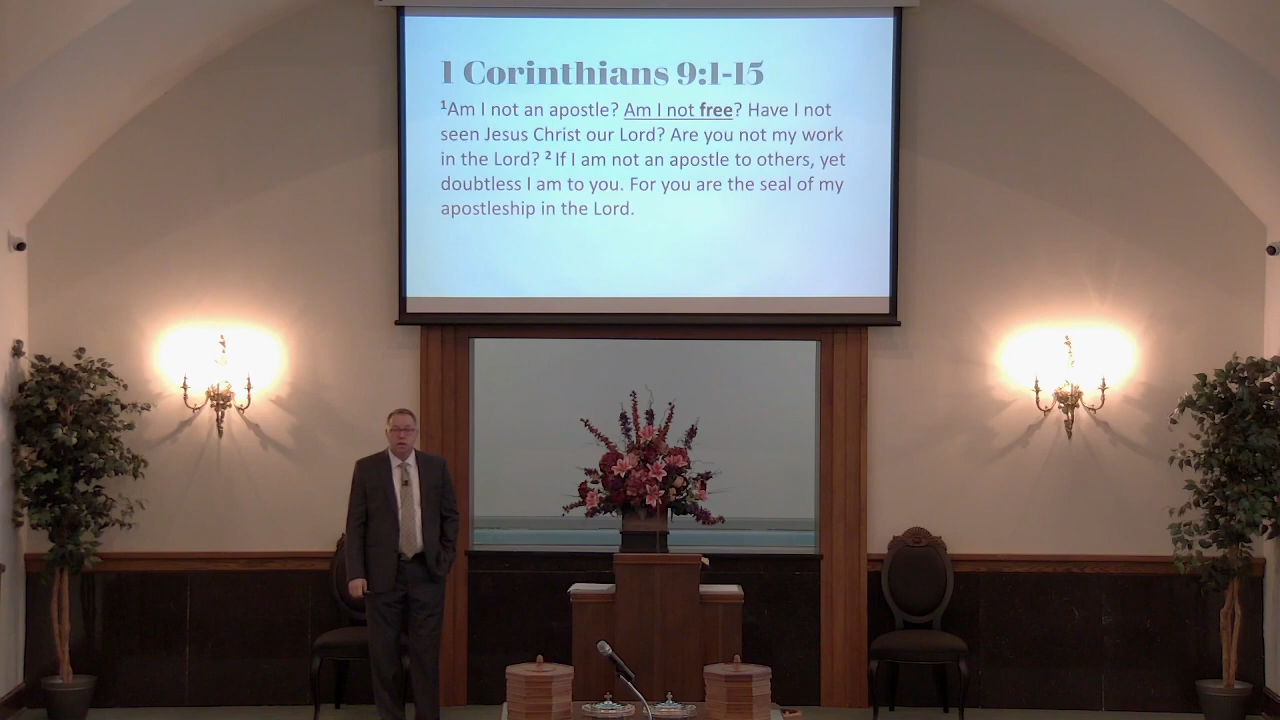 1 Corinthians 9:1-15
¹Am I not an apostle? Am I not free? Have I not
seen Jesus Christ our Lord? Are you not my work
in the Lord? ² If I am not an apostle to others, yet
doubtless I am to you. For you are the seal of my
apostleship in the Lord.